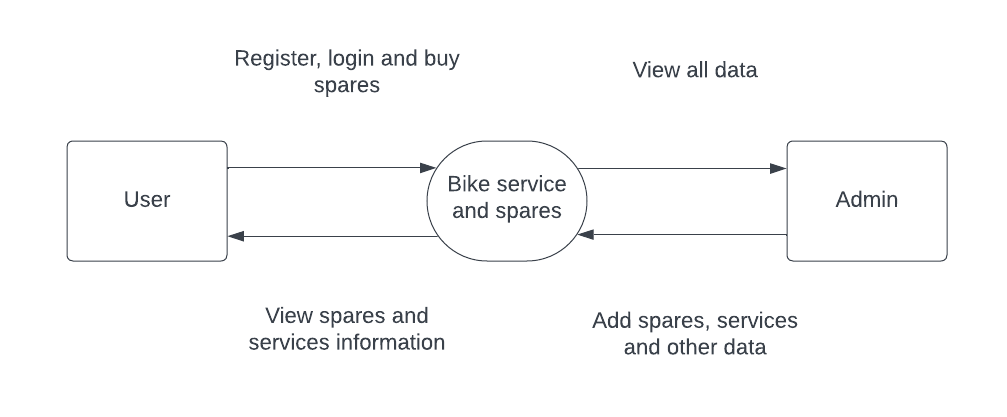 Register, login and buy
spares
View all data
User
Bike service
and spares
Admin
View spares and
services information
Add spares, services
and other data